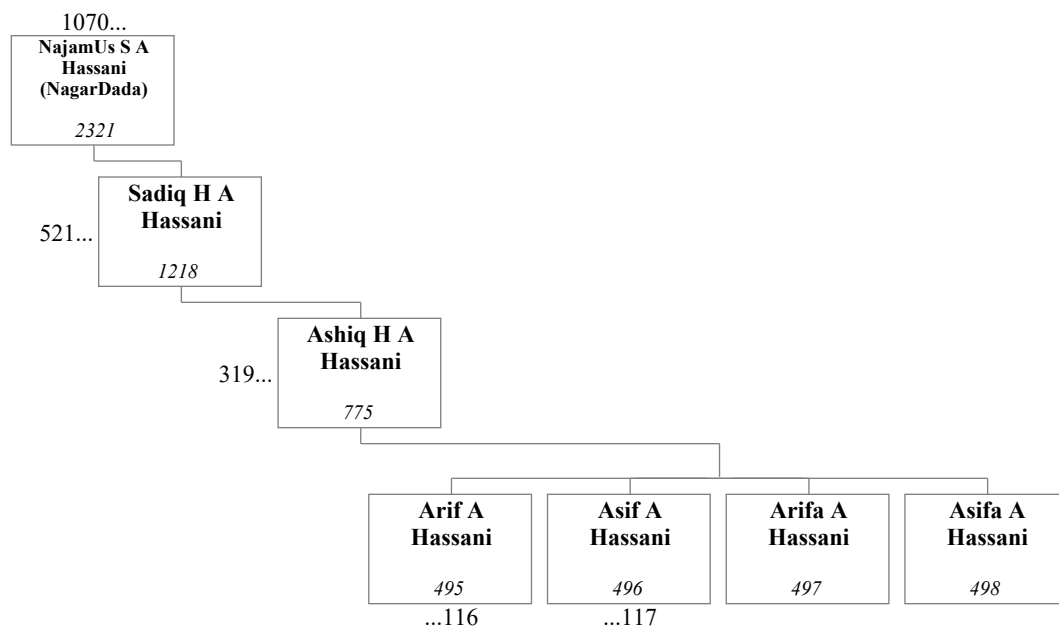 1070...
NajamUs S A
Hassani
(NagarDada)
2321
Sadiq H A
Hassani
521...
1218
Ashiq H A
Hassani
319...
775
Arif A
Hassani
495
...116
Asif A
Hassani
496
...117
Arifa A
Hassani
497
Asifa A
Hassani
498